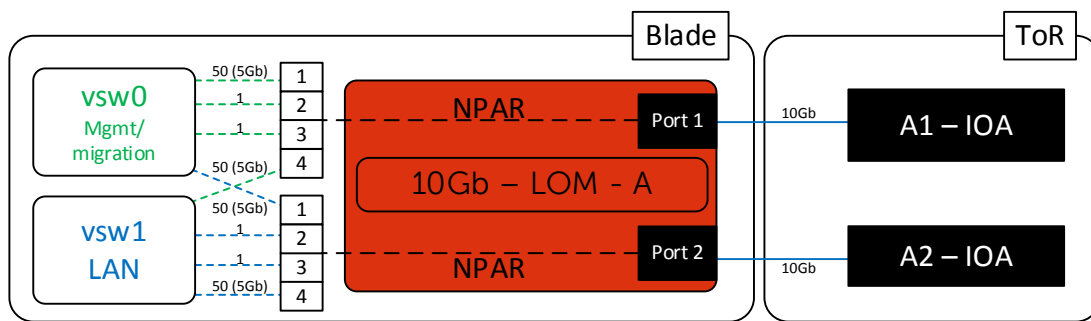 Blade
ToR
vsw0
Mgmt/
migration
50 (5Gb)
1
1
50 (5Gb)
1
2
3
4
NPAR
Port 1
10Gb
A1 – IOA
10Gb – LOM - A
vsw1
LAN
50 (5Gb)
1
1
50 (5Gb)
1
2
3
4
NPAR
Port 2
10Gb
A2 – IOA